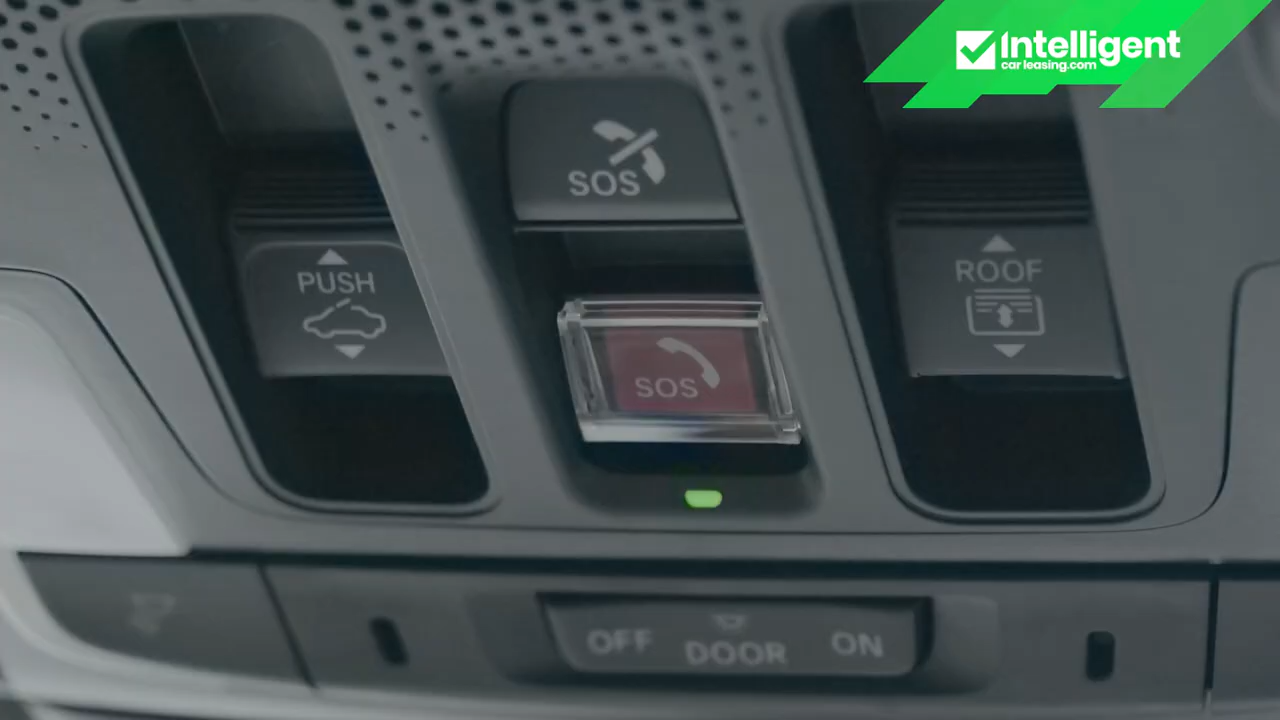 Intelligent
carleasing.com
SOS
PUSH
ROOF
SOS
OFF
DOOR
ON